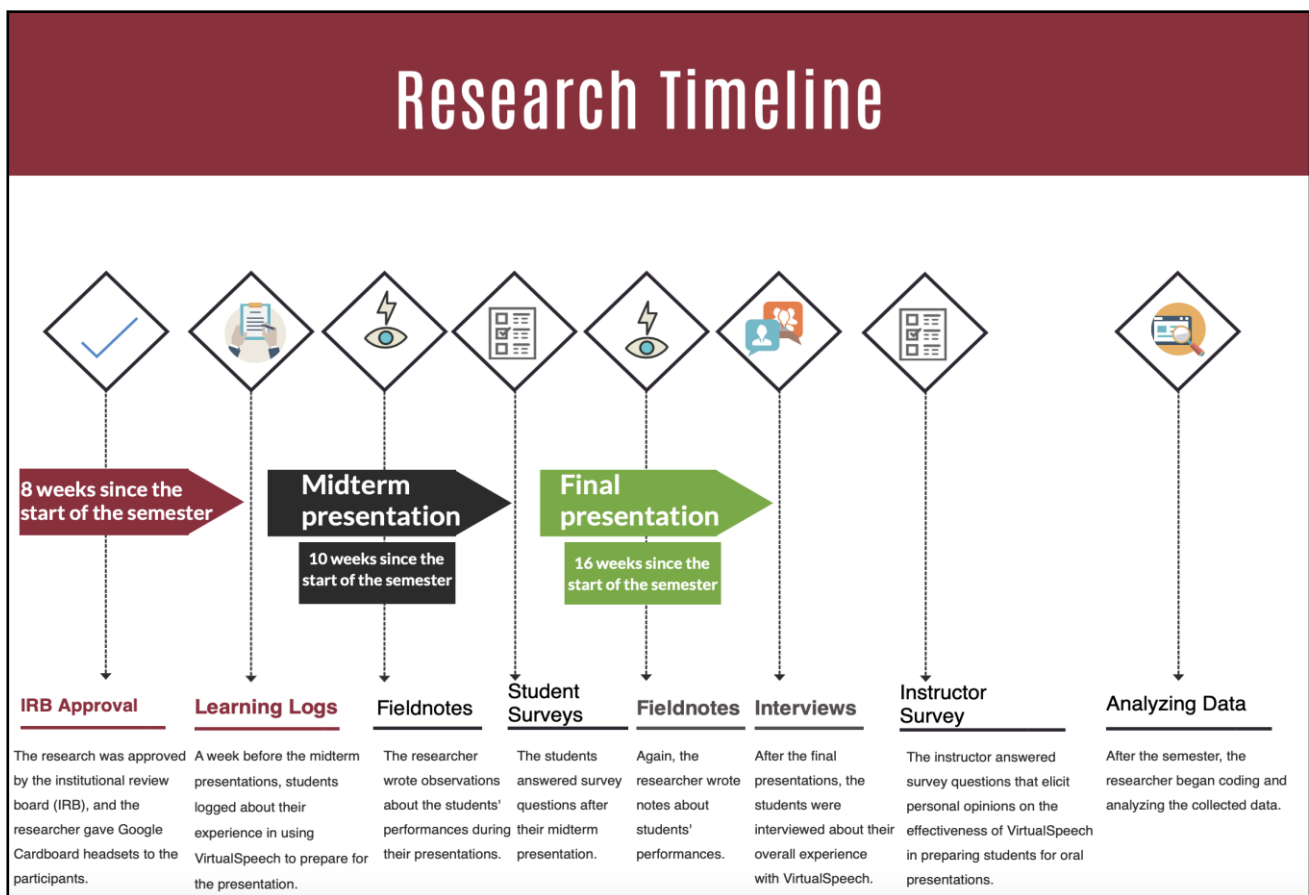 Research Timeline
8 weeks since the
start of the semester
Midterm
presentation
10 weeks since the
start of the semester
Final
presentation
16 weeks since the
start of the semester
IRB Approval
The research was approved
by the institutional review
board (IRB), and the
researcher gave Google
Cardboard headsets to the
participants.
Learning Logs
A week before the midterm
presentations, students
logged about their
experience in using
VirtualSpeech to prepare for
the presentation.
Fieldnotes
The researcher
wrote observations
about the students'
performances during
their presentations.
Student
Surveys
The students
answered survey
questions after
their midterm
presentation.
Fieldnotes
Again, the
researcher wrote
notes about
students'
performances.
Interviews
After the final
presentations, the
students were
interviewed about their
overall experience
with VirtualSpeech.
Instructor
Survey
The instructor answered
survey questions that elicit
personal opinions on the
effectiveness of VirtualSpeech
in preparing students for oral
presentations.
Analyzing Data
After the semester, the
researcher began coding and
analyzing the collected data.